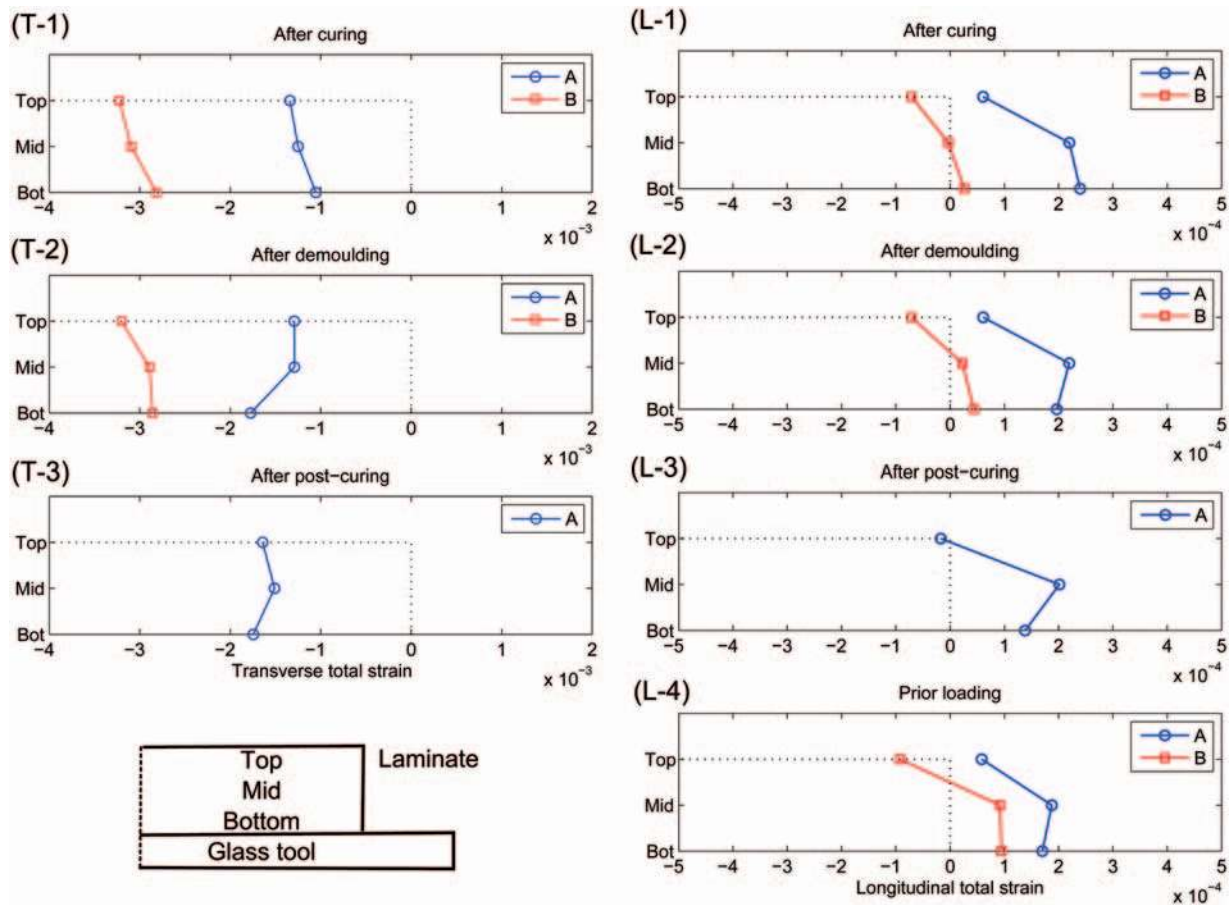 (T-1)
After curing
A
B
Top
Mid
Bot
−4 −3 −2 −1 0 1 2
x 10⁻³
(T-2)
After demoulding
A
B
Top
Mid
Bot
−4 −3 −2 −1 0 1 2
x 10⁻³
(T-3)
After post−curing
A
Top
Mid
Bot
−4 −3 −2 −1 0 1 2
Transverse total strain
x 10⁻³
Top
Mid
Bottom
Glass tool
Laminate
(L-1)
After curing
A
B
Top
Mid
Bot
−5 −4 −3 −2 −1 0 1 2 3 4 5
x 10⁻⁴
(L-2)
After demoulding
A
B
Top
Mid
Bot
−5 −4 −3 −2 −1 0 1 2 3 4 5
x 10⁻⁴
(L-3)
After post−curing
A
Top
Mid
Bot
−5 −4 −3 −2 −1 0 1 2 3 4 5
x 10⁻⁴
(L-4)
Prior loading
A
B
Top
Mid
Bot
−5 −4 −3 −2 −1 0 1 2 3 4 5
Longitudinal total strain
x 10⁻⁴